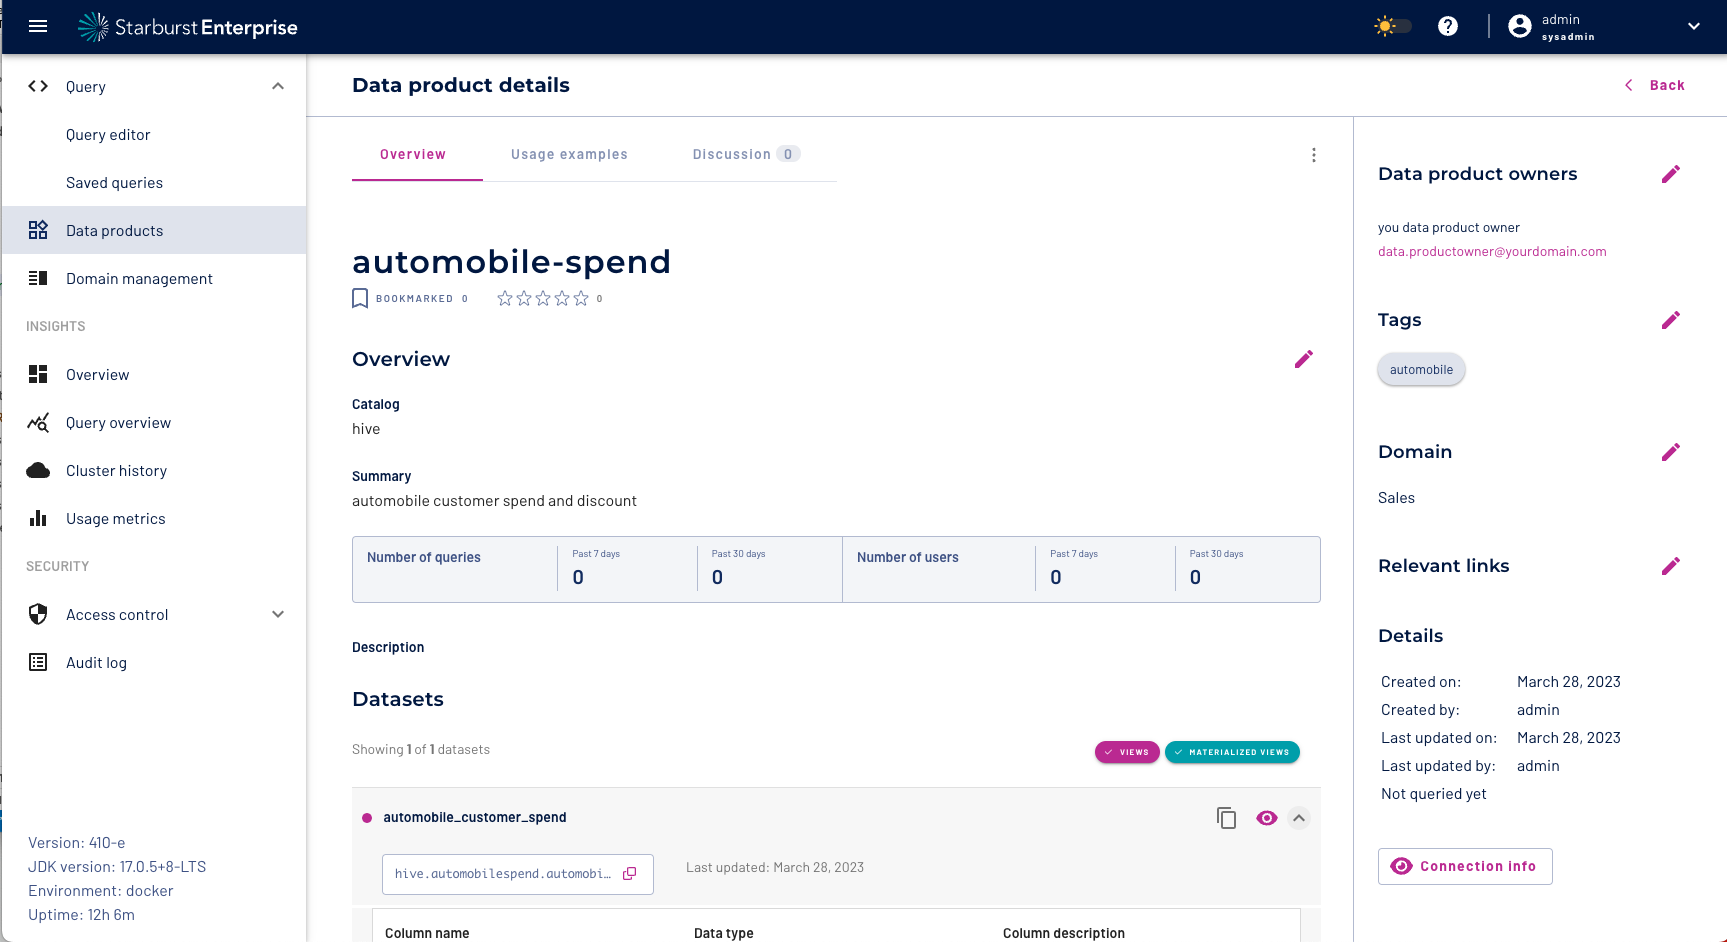 Starburst Enterprise
admin
sysadmin
Query
Query editor
Saved queries
Data products
Domain management
INSIGHTS
Overview
Query overview
Cluster history
Usage metrics
SECURITY
Access control
Audit log
Version: 410-e
JDK version: 17.0.5+8-LTS
Environment: docker
Uptime: 12h 6m
Data product details
Back
Overview
Usage examples
Discussion 0
automobile-spend
BOOKMARKED 0
0
Overview
Catalog
hive
Summary
automobile customer spend and discount
Number of queries
Past 7 days
0
Past 30 days
0
Number of users
Past 7 days
0
Past 30 days
0
Description
Datasets
Showing 1 of 1 datasets
VIEWS
MATERIALIZED VIEWS
automobile_customer_spend
hive.automobilespend.automobi...
Last updated: March 28, 2023
Column name
Data type
Column description
Data product owners
you data product owner
data.productowner@yourdomain.com
Tags
automobile
Domain
Sales
Relevant links
Details
Created on: March 28, 2023
Created by: admin
Last updated on: March 28, 2023
Last updated by: admin
Not queried yet
Connection info